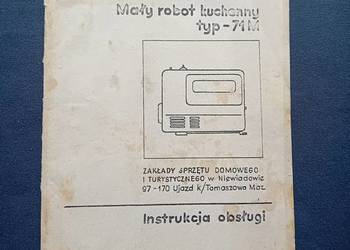 Mały robot kuchenny
typ-71M
ZAKŁADY SPRZĘTU DOMOWEGO
I TURYSTYCZNEGO w Niewiadowie
97-170 Ujazd k/Tomaszowa Maz.
Instrukcja obsługi